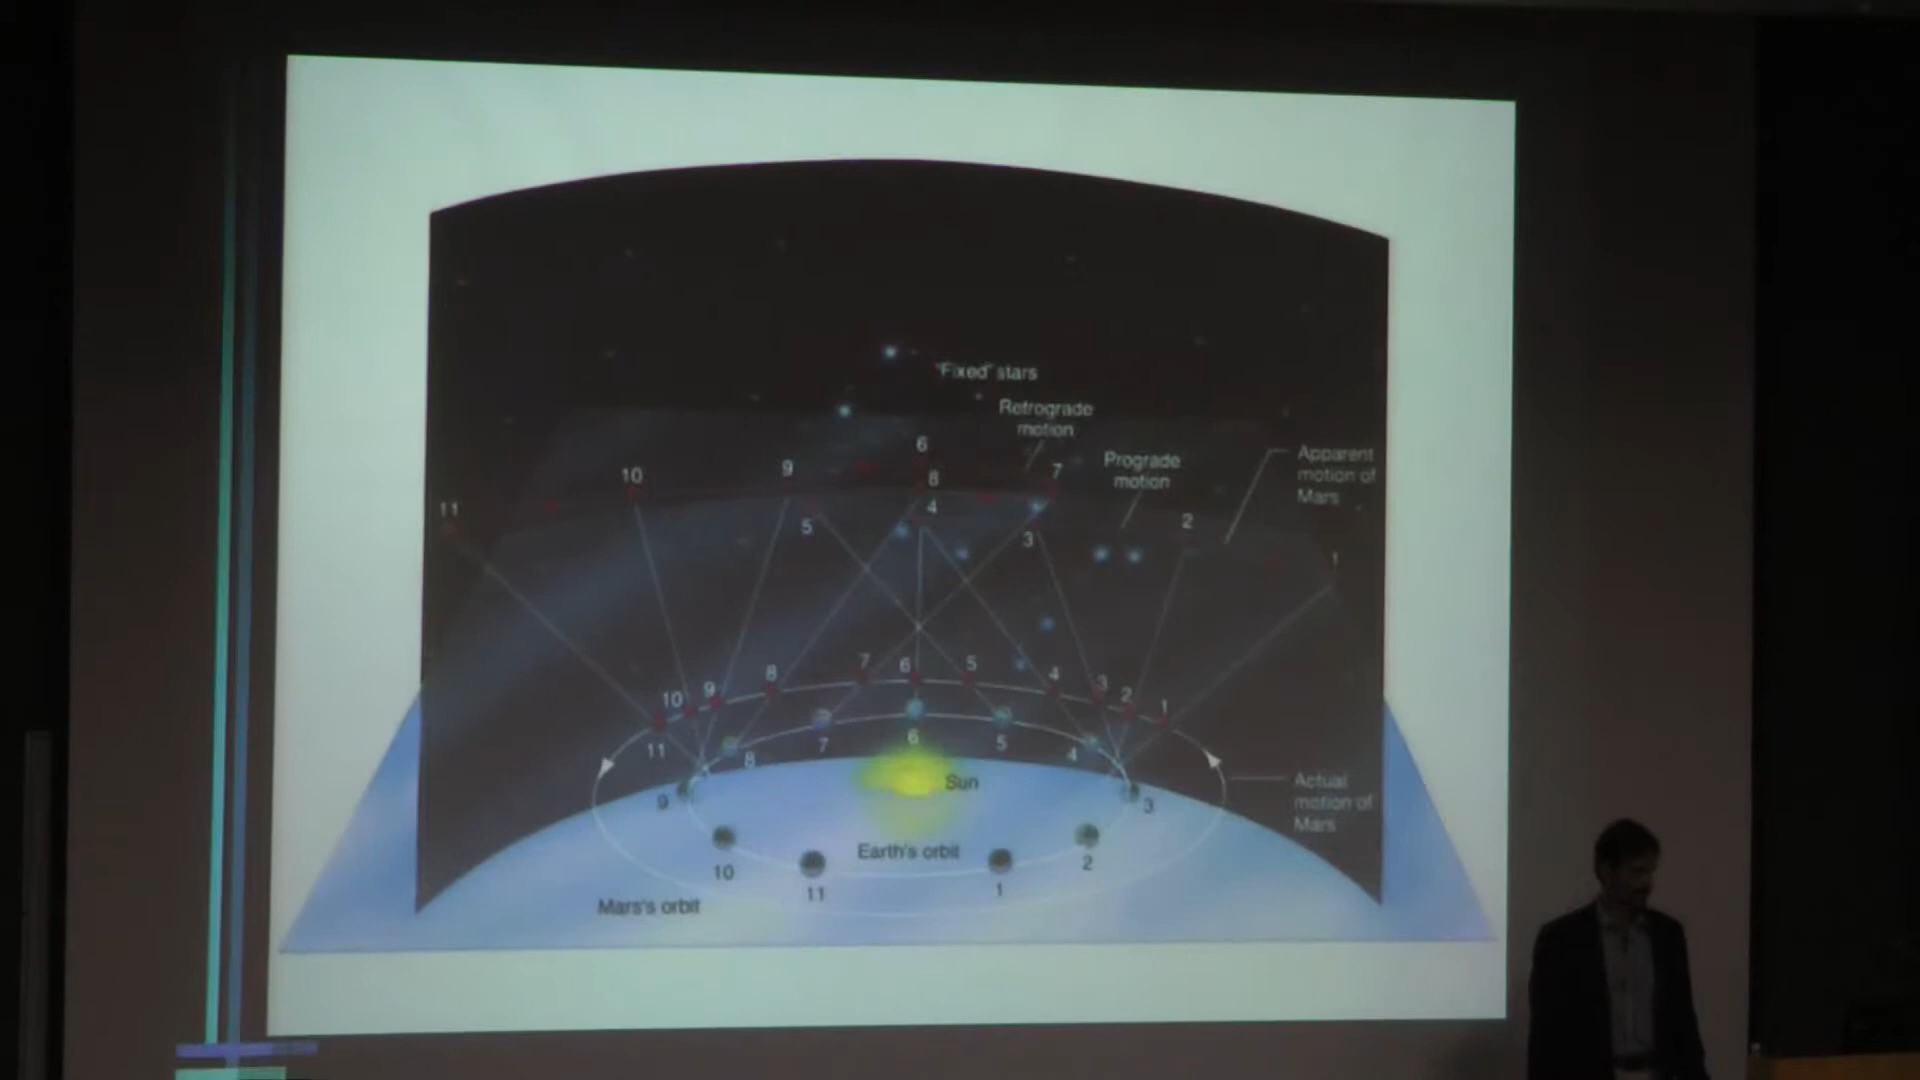 "Fixed" stars
Retrograde
motion
6
Prograde
motion
Apparent
motion of
Mars
9
7
10
8
11
4
2
5
3
1
7
6
5
8
4
10
9
3
2
1
11
8
7
6
5
4
Sun
Actual
motion of
Mars
9
3
Earth's orbit
10
2
11
1
Mars's orbit